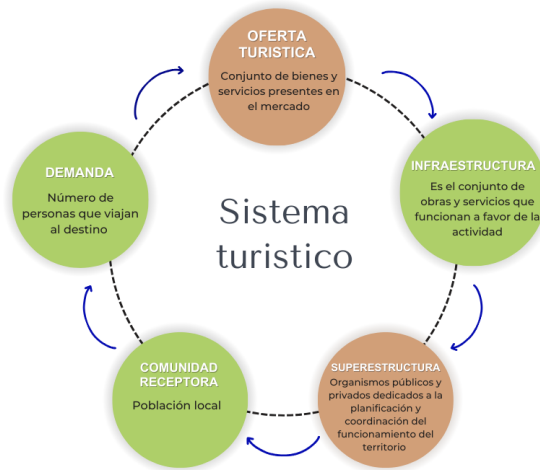 OFERTA
TURISTICA
Conjunto de bienes y
servicios presentes en
el mercado
INFRAESTRUCTURA
Es el conjunto de
obras y servicios que
funcionan a favor de la
actividad
SUPERESTRUCTURA
Organismos públicos y
privados dedicados a la
planificación y
coordinación del
funcionamiento del
territorio
COMUNIDAD
RECEPTORA
Población local
DEMANDA
Número de
personas que viajan
al destino
Sistema
turistico